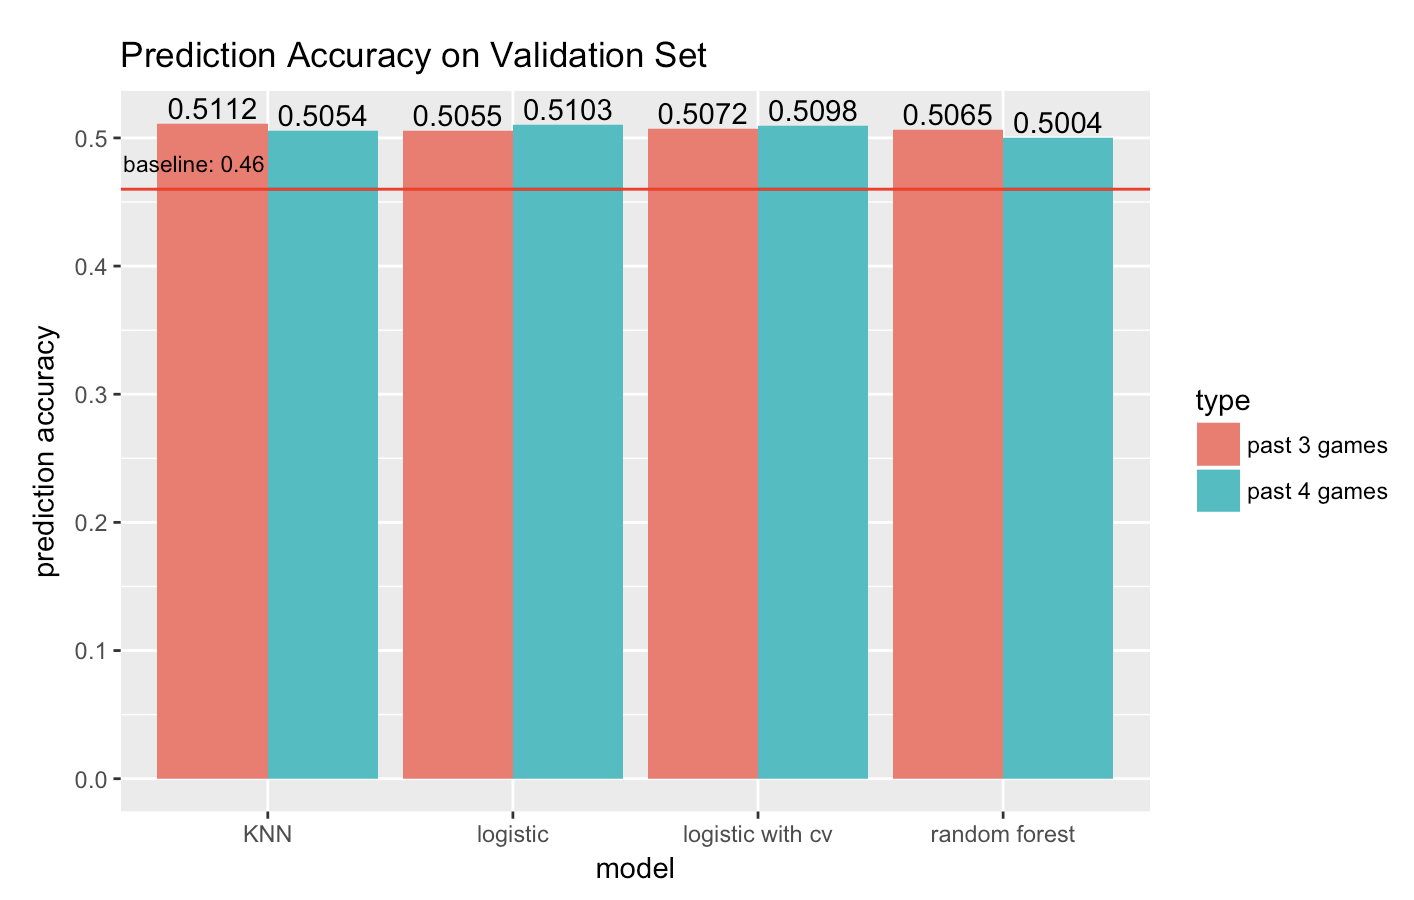 Prediction Accuracy on Validation Set
0.5112 0.5054 0.5055 0.5103 0.5072 0.5098 0.5065 0.5004
baseline: 0.46
0.5
0.4
0.3
0.2
0.1
0.0
prediction accuracy
KNN logistic logistic with cv random forest
model
type
past 3 games
past 4 games